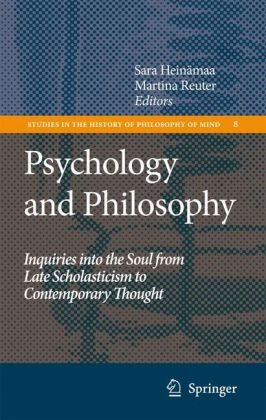 Sara Heinämaa
Martina Reuter
Editors
STUDIES IN THE HISTORY OF PHILOSOPHY OF MIND 8
Psychology
and Philosophy
Inquiries into the Soul from
Late Scholasticism to
Contemporary Thought
Springer